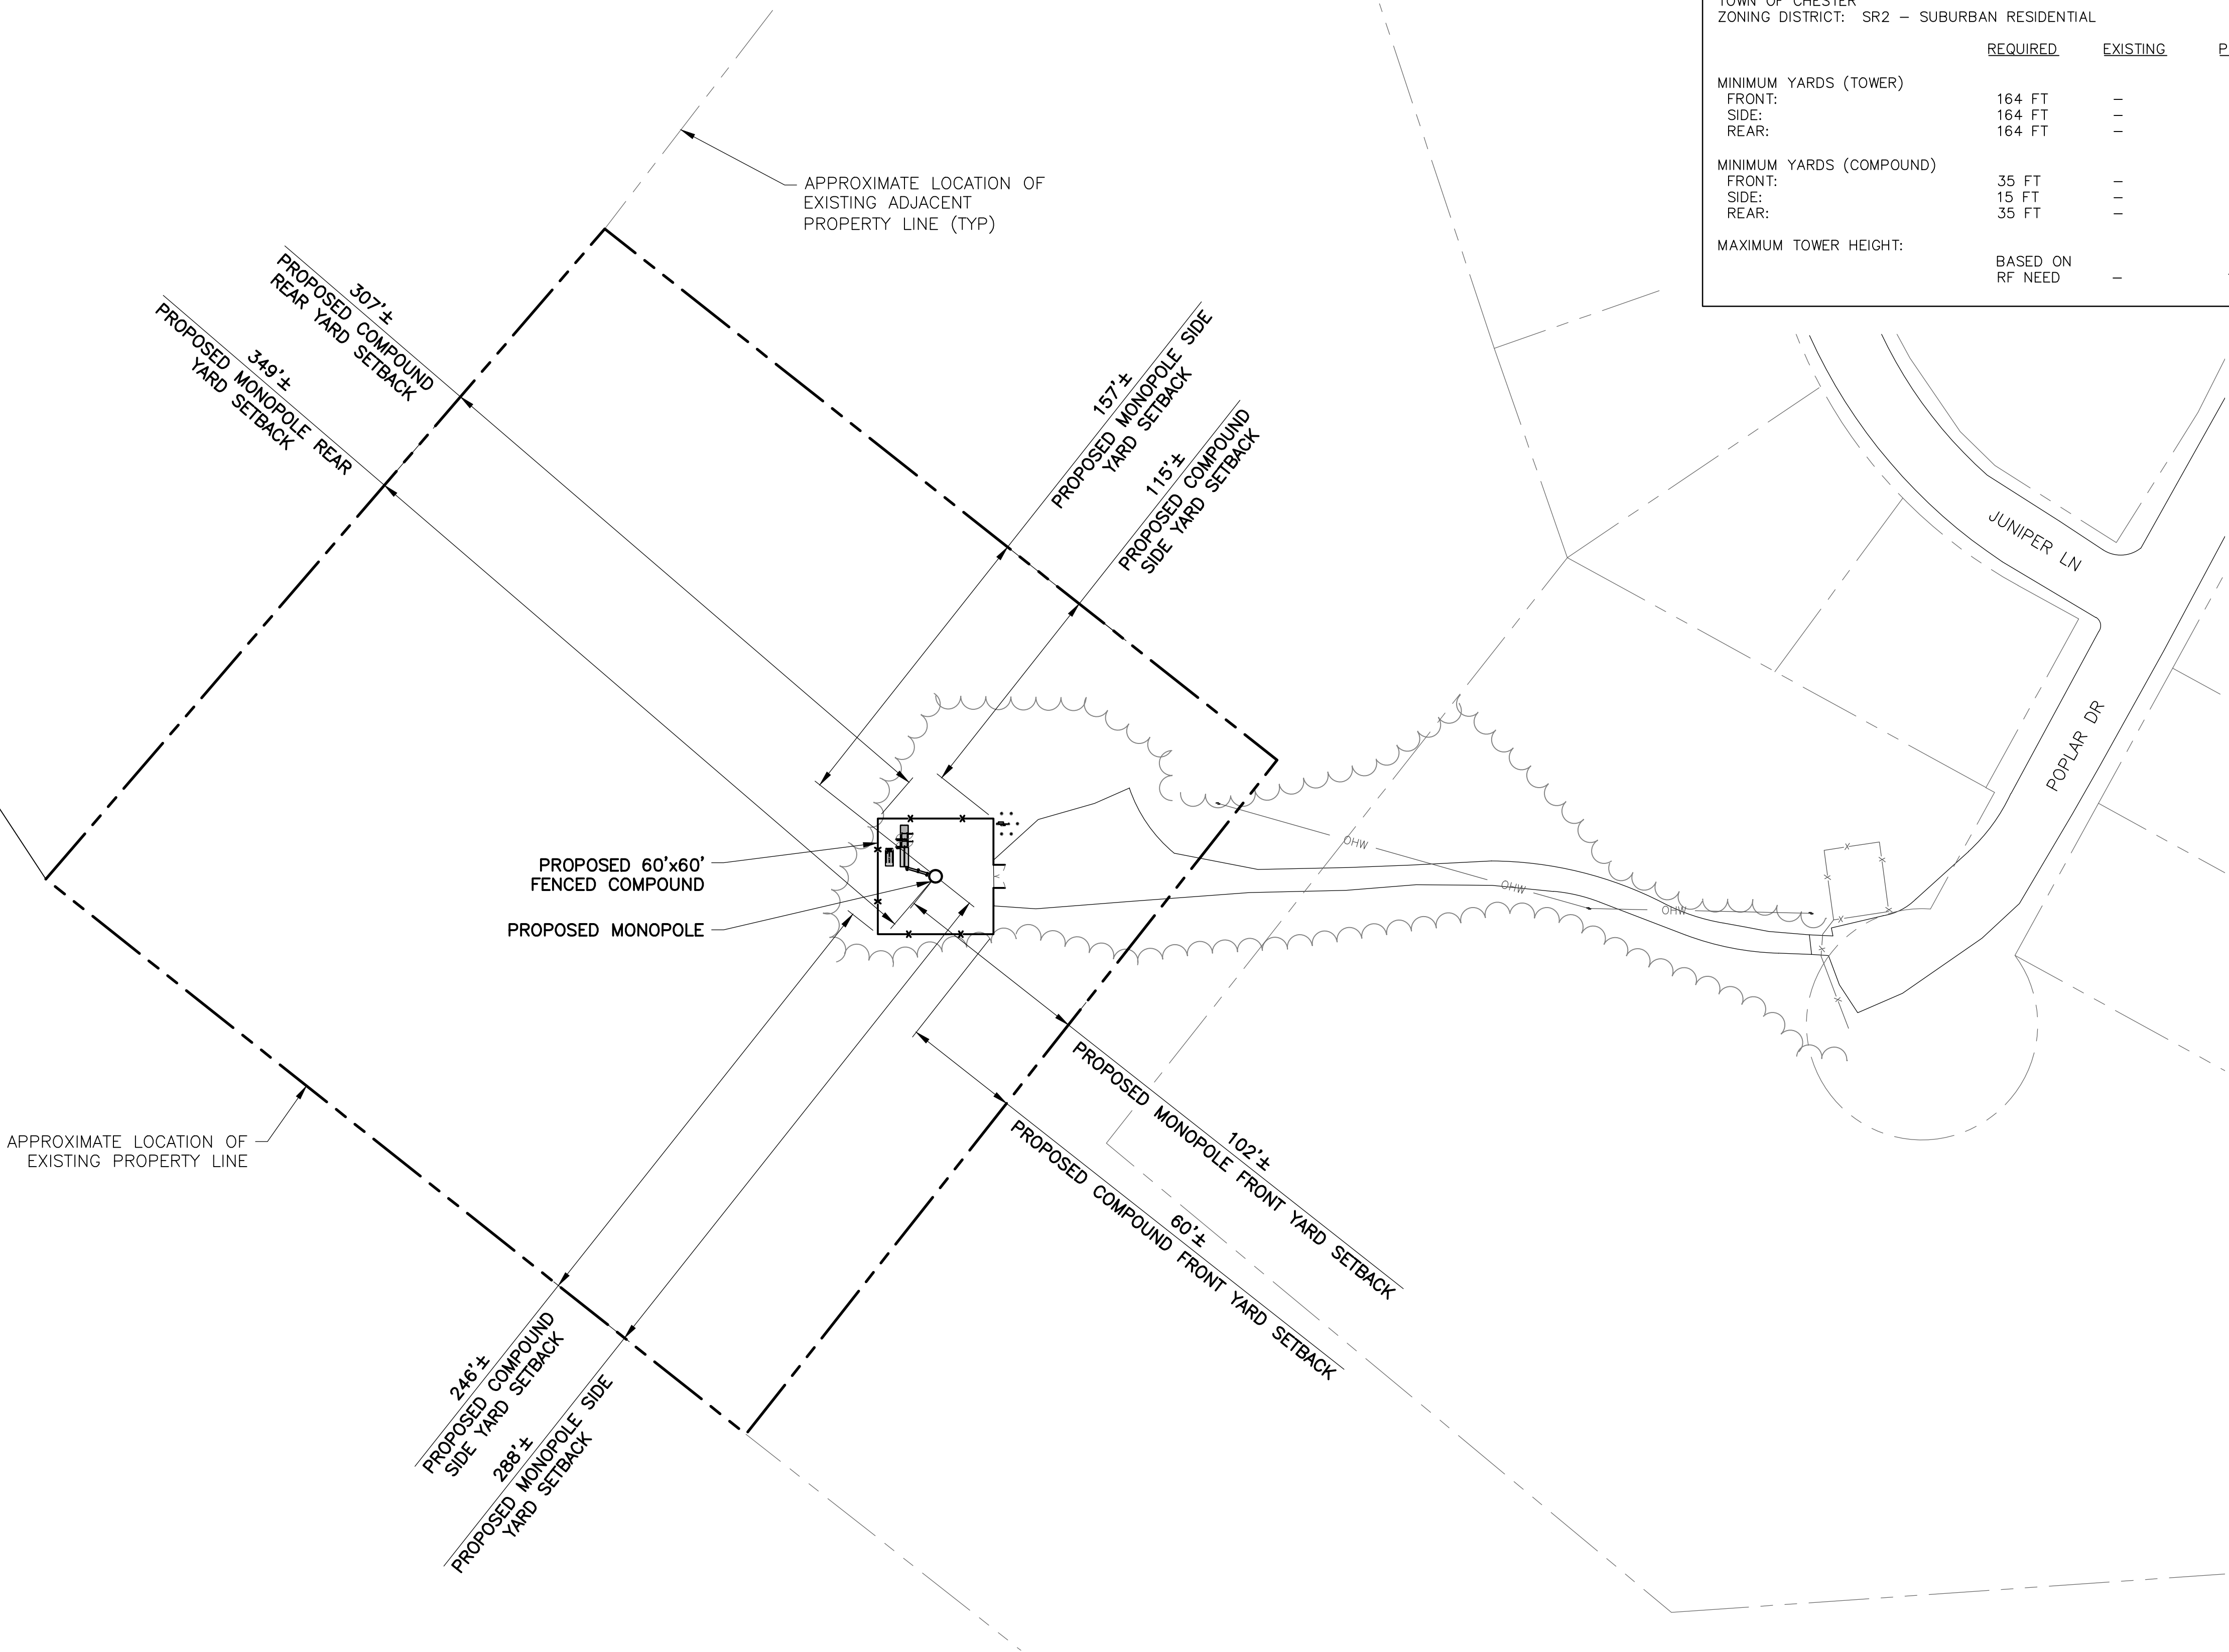 TOWN OF CHESTER
ZONING DISTRICT: SR2 – SUBURBAN RESIDENTIAL
REQUIRED EXISTING
MINIMUM YARDS (TOWER)
FRONT: 164 FT –
SIDE: 164 FT –
REAR: 164 FT –
MINIMUM YARDS (COMPOUND)
FRONT: 35 FT –
SIDE: 15 FT –
REAR: 35 FT –
MAXIMUM TOWER HEIGHT:
BASED ON
RF NEED –
APPROXIMATE LOCATION OF
EXISTING ADJACENT
PROPERTY LINE (TYP)
307'±
PROPOSED COMPOUND
REAR YARD SETBACK
349'±
PROPOSED MONOPOLE REAR
YARD SETBACK
157'±
PROPOSED MONOPOLE SIDE
YARD SETBACK
115'±
PROPOSED COMPOUND
SIDE YARD SETBACK
JUNIPER LN
POPLAR DR
OHW
OHW
OHW
PROPOSED 60'x60'
FENCED COMPOUND
PROPOSED MONOPOLE
APPROXIMATE LOCATION OF
EXISTING PROPERTY LINE
102'±
PROPOSED MONOPOLE FRONT YARD SETBACK
60'±
PROPOSED COMPOUND FRONT YARD SETBACK
246'±
PROPOSED COMPOUND
SIDE YARD SETBACK
288'±
PROPOSED MONOPOLE SIDE
YARD SETBACK